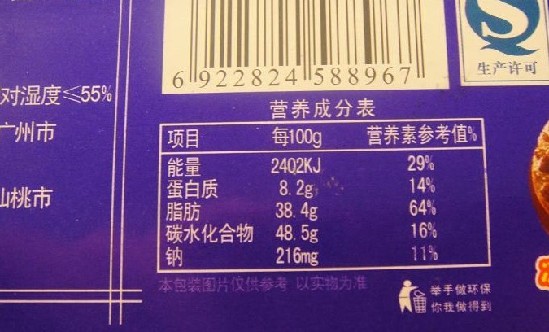 6 922824 588967
生产许可
对湿度≤55%
广州市
仙桃市
营养成分表
项目 每100g 营养素参考值%
能量 2402KJ 29%
蛋白质 8.2g 14%
脂肪 38.4g 64%
碳水化合物 48.5g 16%
钠 216mg 11%
本包装图片仅供参考 以实物为准
举手做环保
你我做得到